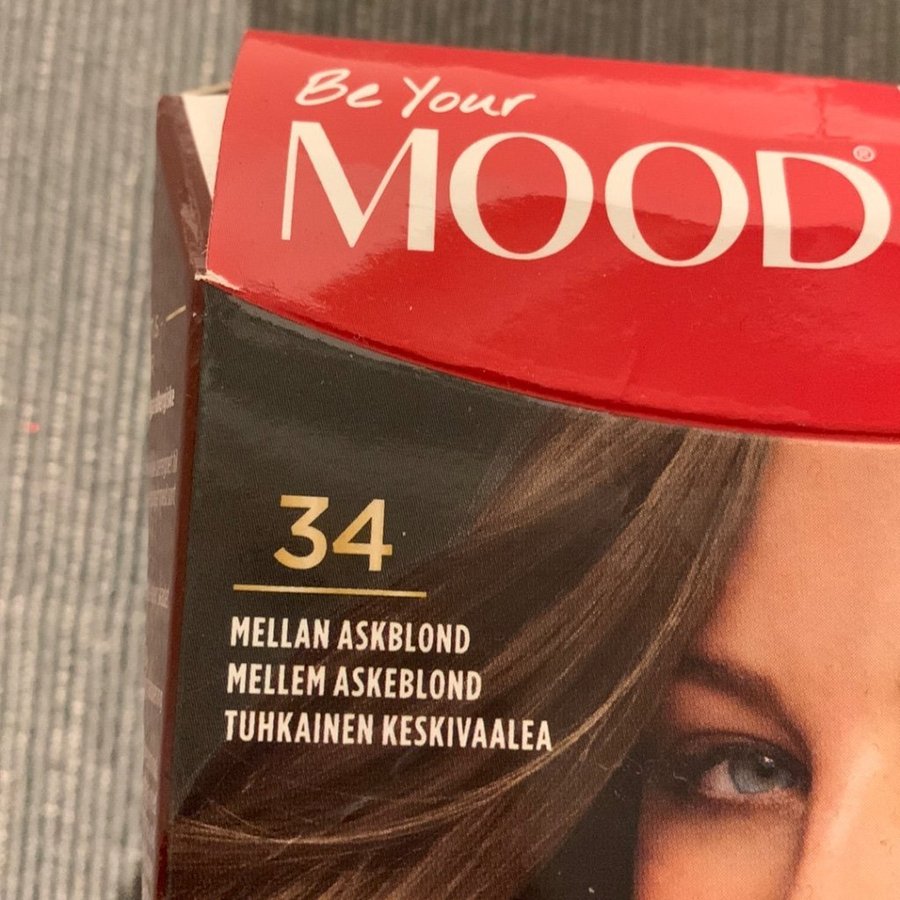 Be Your
MOOD®
34
MELLAN ASKBLOND
MELLEM ASKEBLOND
TUHKAINEN KESKIVAALEA